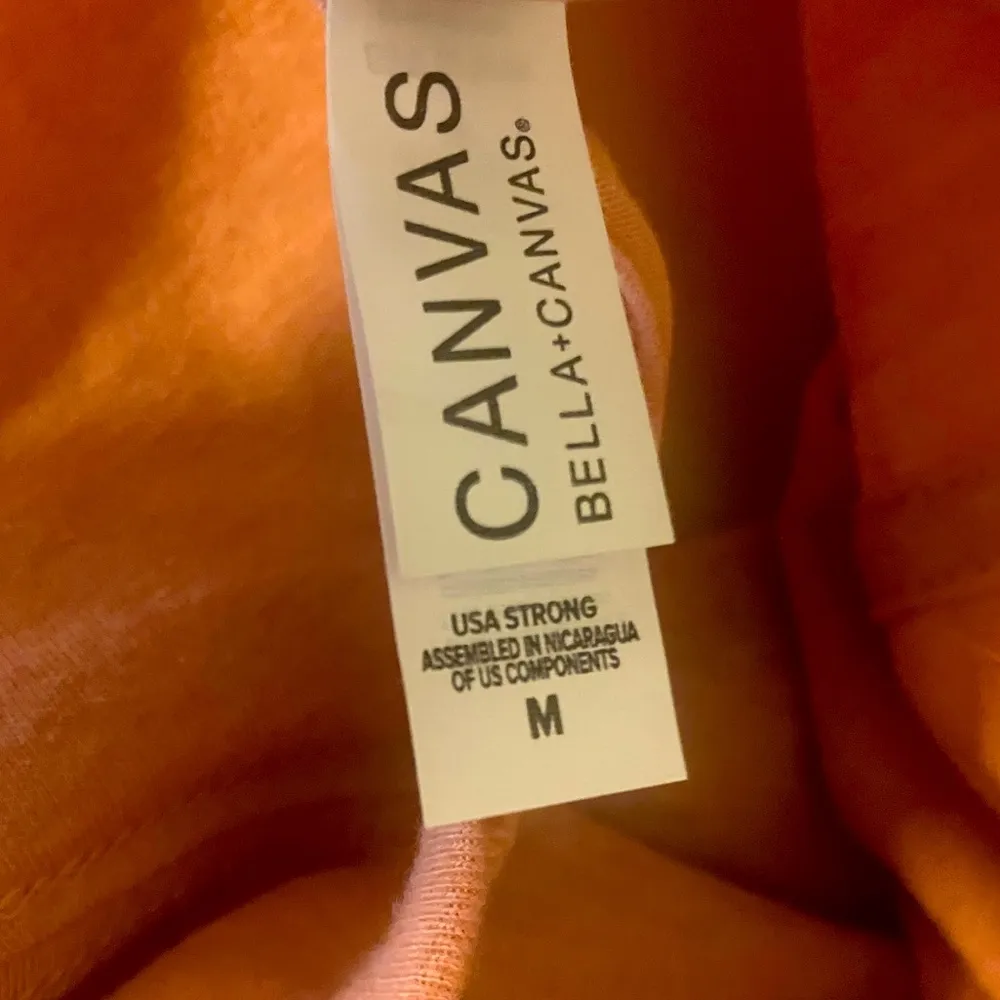 CANVAS
BELLA+CANVAS®
USA STRONG
ASSEMBLED IN NICARAGUA
OF US COMPONENTS
M